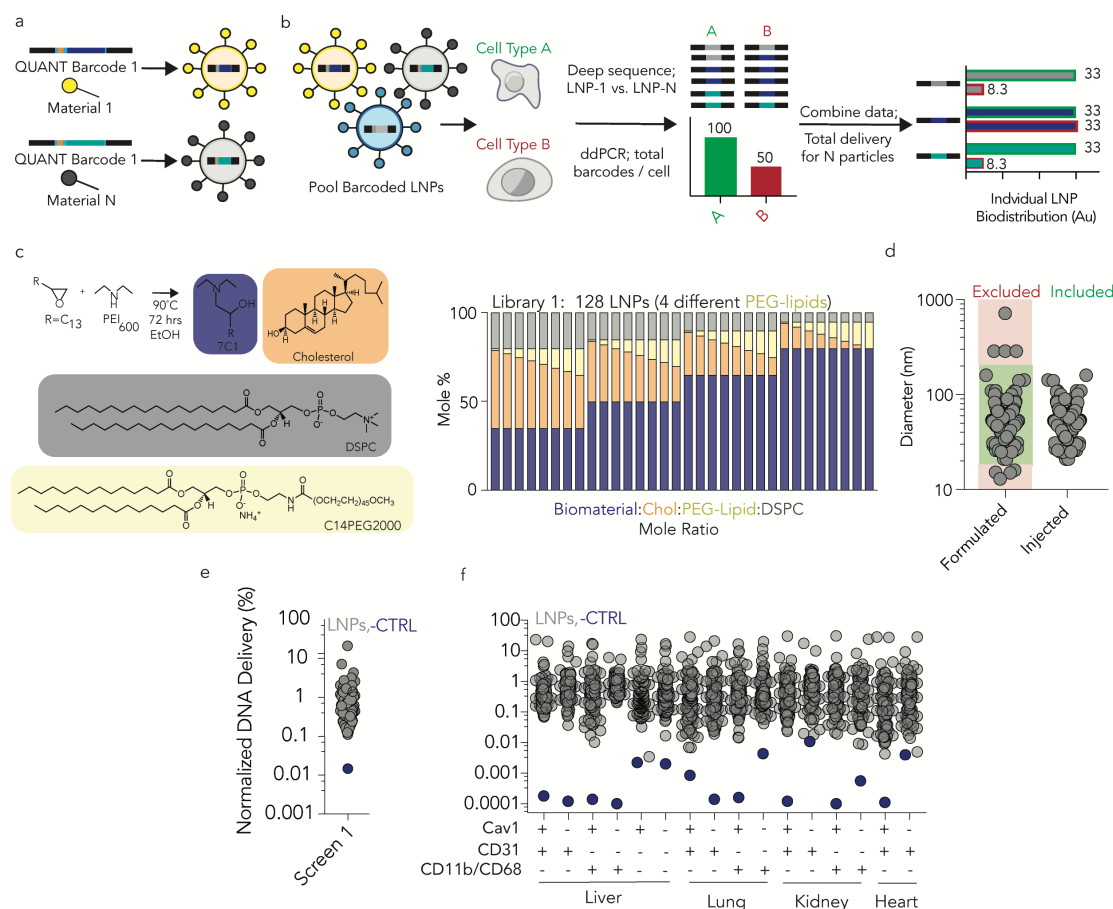 a
QUANT Barcode 1
Material 1
QUANT Barcode 1
Material N
b
Pool Barcoded LNPs
Cell Type A
Cell Type B
Deep sequence;
LNP-1 vs. LNP-N
ddPCR; total
barcodes / cell
A B
100
50
A B
Combine data;
Total delivery
for N particles
33
8.3
33
33
33
8.3
Indvidual LNP
Biodistribution (Au)
c
R
O
+
N
H
R=C13
PEI600
90°C
72 hrs
EtOH
N
OH
R
7C1
HO
H
H
H
H
Cholesterol
O
O
O
O
H
O
P
O
O-
O
N+
DSPC
O
O
O
O
H
O
P
O
O-
O
NH4+
N
H
O
(OCH2CH2)45OCH3
C14PEG2000
Library 1: 128 LNPs (4 different PEG-lipids)
Mole %
100
50
0
Biomaterial:Chol:PEG-Lipid:DSPC
Mole Ratio
d
Excluded Included
Diameter (nm)
1000
100
10
Formulated
Injected
e
LNPs,-CTRL
Normalized DNA Delivery (%)
100
10
1
0.1
0.01
0.001
Screen 1
f
LNPs,-CTRL
100
10
1
0.1
0.01
0.001
0.0001
Cav1 + - + - + - + - + - + - + - + -
CD31 + + - - - - + + - - + + - - + +
CD11b/CD68 - - + + - - - - + + - - + + - -
Liver Lung Kidney Heart